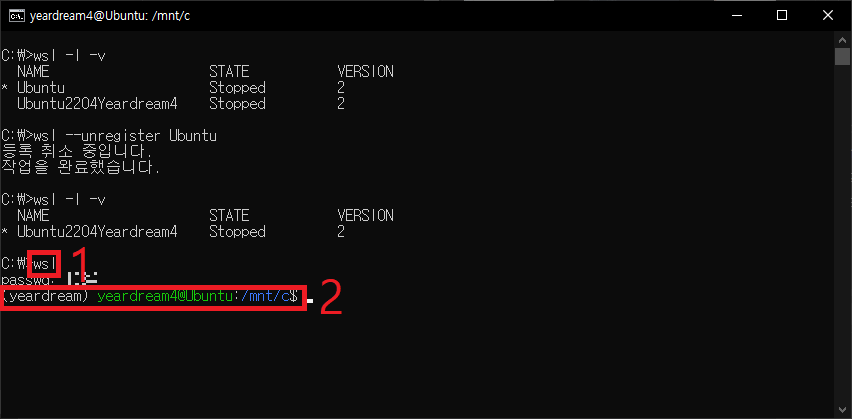 yeardream4@Ubuntu: /mnt/c
C:\>wsl -l -v
NAME STATE VERSION
* Ubuntu Stopped 2
Ubuntu2204Yeardream4 Stopped 2
C:\>wsl --unregister Ubuntu
등록 취소 중입니다.
작업을 완료했습니다.
C:\>wsl -l -v
NAME STATE VERSION
* Ubuntu2204Yeardream4 Stopped 2
C:\>wsl 1
passwd:
(yeardream) yeardream4@Ubuntu:/mnt/c$ 2